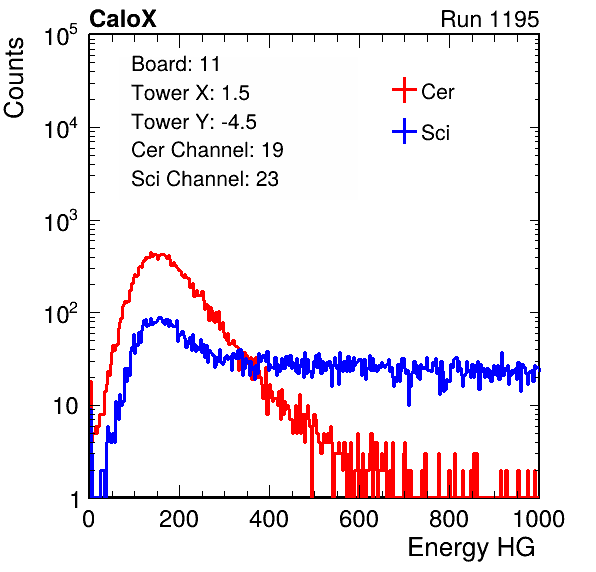 CaloX Run 1195
Counts
10^5
10^4
10^3
10^2
10
1
Board: 11
Tower X: 1.5
Tower Y: -4.5
Cer Channel: 19
Sci Channel: 23
Cer
Sci
0 200 400 600 800 1000
Energy HG